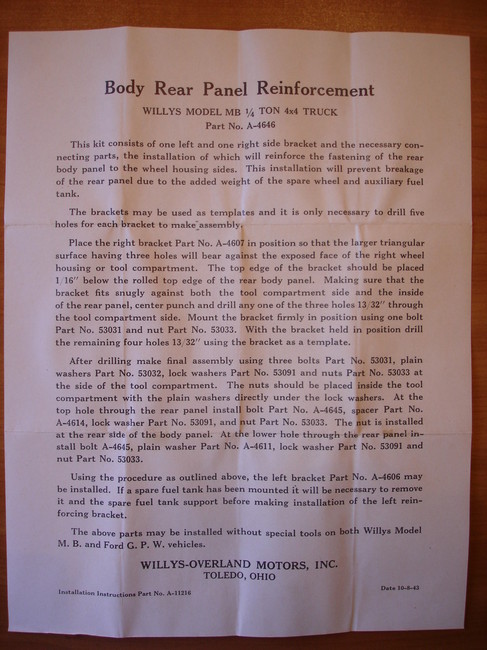 Body Rear Panel Reinforcement
WILLYS MODEL MB ¼ TON 4x4 TRUCK
Part No. A-4646
This kit consists of one left and one right side bracket and the necessary con-
necting parts, the installation of which will reinforce the fastening of the rear
body panel to the wheel housing sides. This installation will prevent breakage
of the rear panel due to the added weight of the spare wheel and auxiliary fuel
tank.
The brackets may be used as templates and it is only necessary to drill five
holes for each bracket to make assembly.
Place the right bracket Part No. A-4607 in position so that the larger triangular
surface having three holes will bear against the exposed face of the right wheel
housing or tool compartment. The top edge of the bracket should be placed
1/16″ below the rolled top edge of the rear body panel. Making sure that the
bracket fits snugly against both the tool compartment side and the inside
of the rear panel, center punch and drill any one of the three holes 13/32″ through
the tool compartment side. Mount the bracket firmly in position using one bolt
Part No. 53031 and nut Part No. 53033. With the bracket held in position drill
the remaining four holes 13/32″ using the bracket as a template.
After drilling make final assembly using three bolts Part No. 53031, plain
washers Part No. 53032, lock washers 53091 and nuts Part No. 53033 at
the side of the tool compartment. The nuts should be placed inside the tool
compartment with the plain washers directly under the lock washers. At the
top hole through the rear panel install bolt Part No. A-4645, spacer Part No.
A-4614, lock washer Part No. 53091, and nut Part No. 53033. The nut is installed
at the rear side of the body panel. At the lower hole through the rear panel in-
stall bolt A-4645, plain washer Part No. A-4611, lock washer Part No. 53091 and
nut Part No. 53033.
Using the procedure as outlined above, the left bracket Part No. A-4606 may
be installed. If a spare fuel tank has been mounted it will be necessary to remove
it and the spare fuel tank support before making installation of the left rein-
forcing bracket.
The above parts may be installed without special tools on both Willys Model
M. B. and Ford G. P. W. vehicles.
WILLYS-OVERLAND MOTORS, INC.
TOLEDO, OHIO
Installation Instructions Part No. A-11216
Date 10-8-43